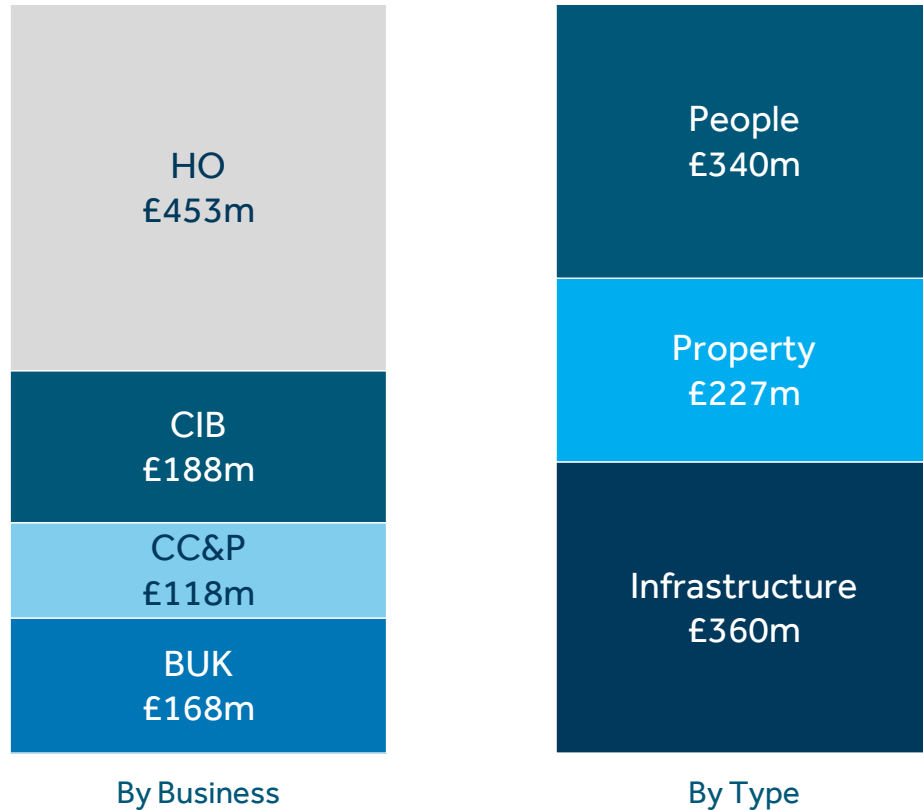 HO
£453m
CIB
£188m
CC&P
£118m
BUK
£168m
By Business
People
£340m
Property
£227m
Infrastructure
£360m
By Type